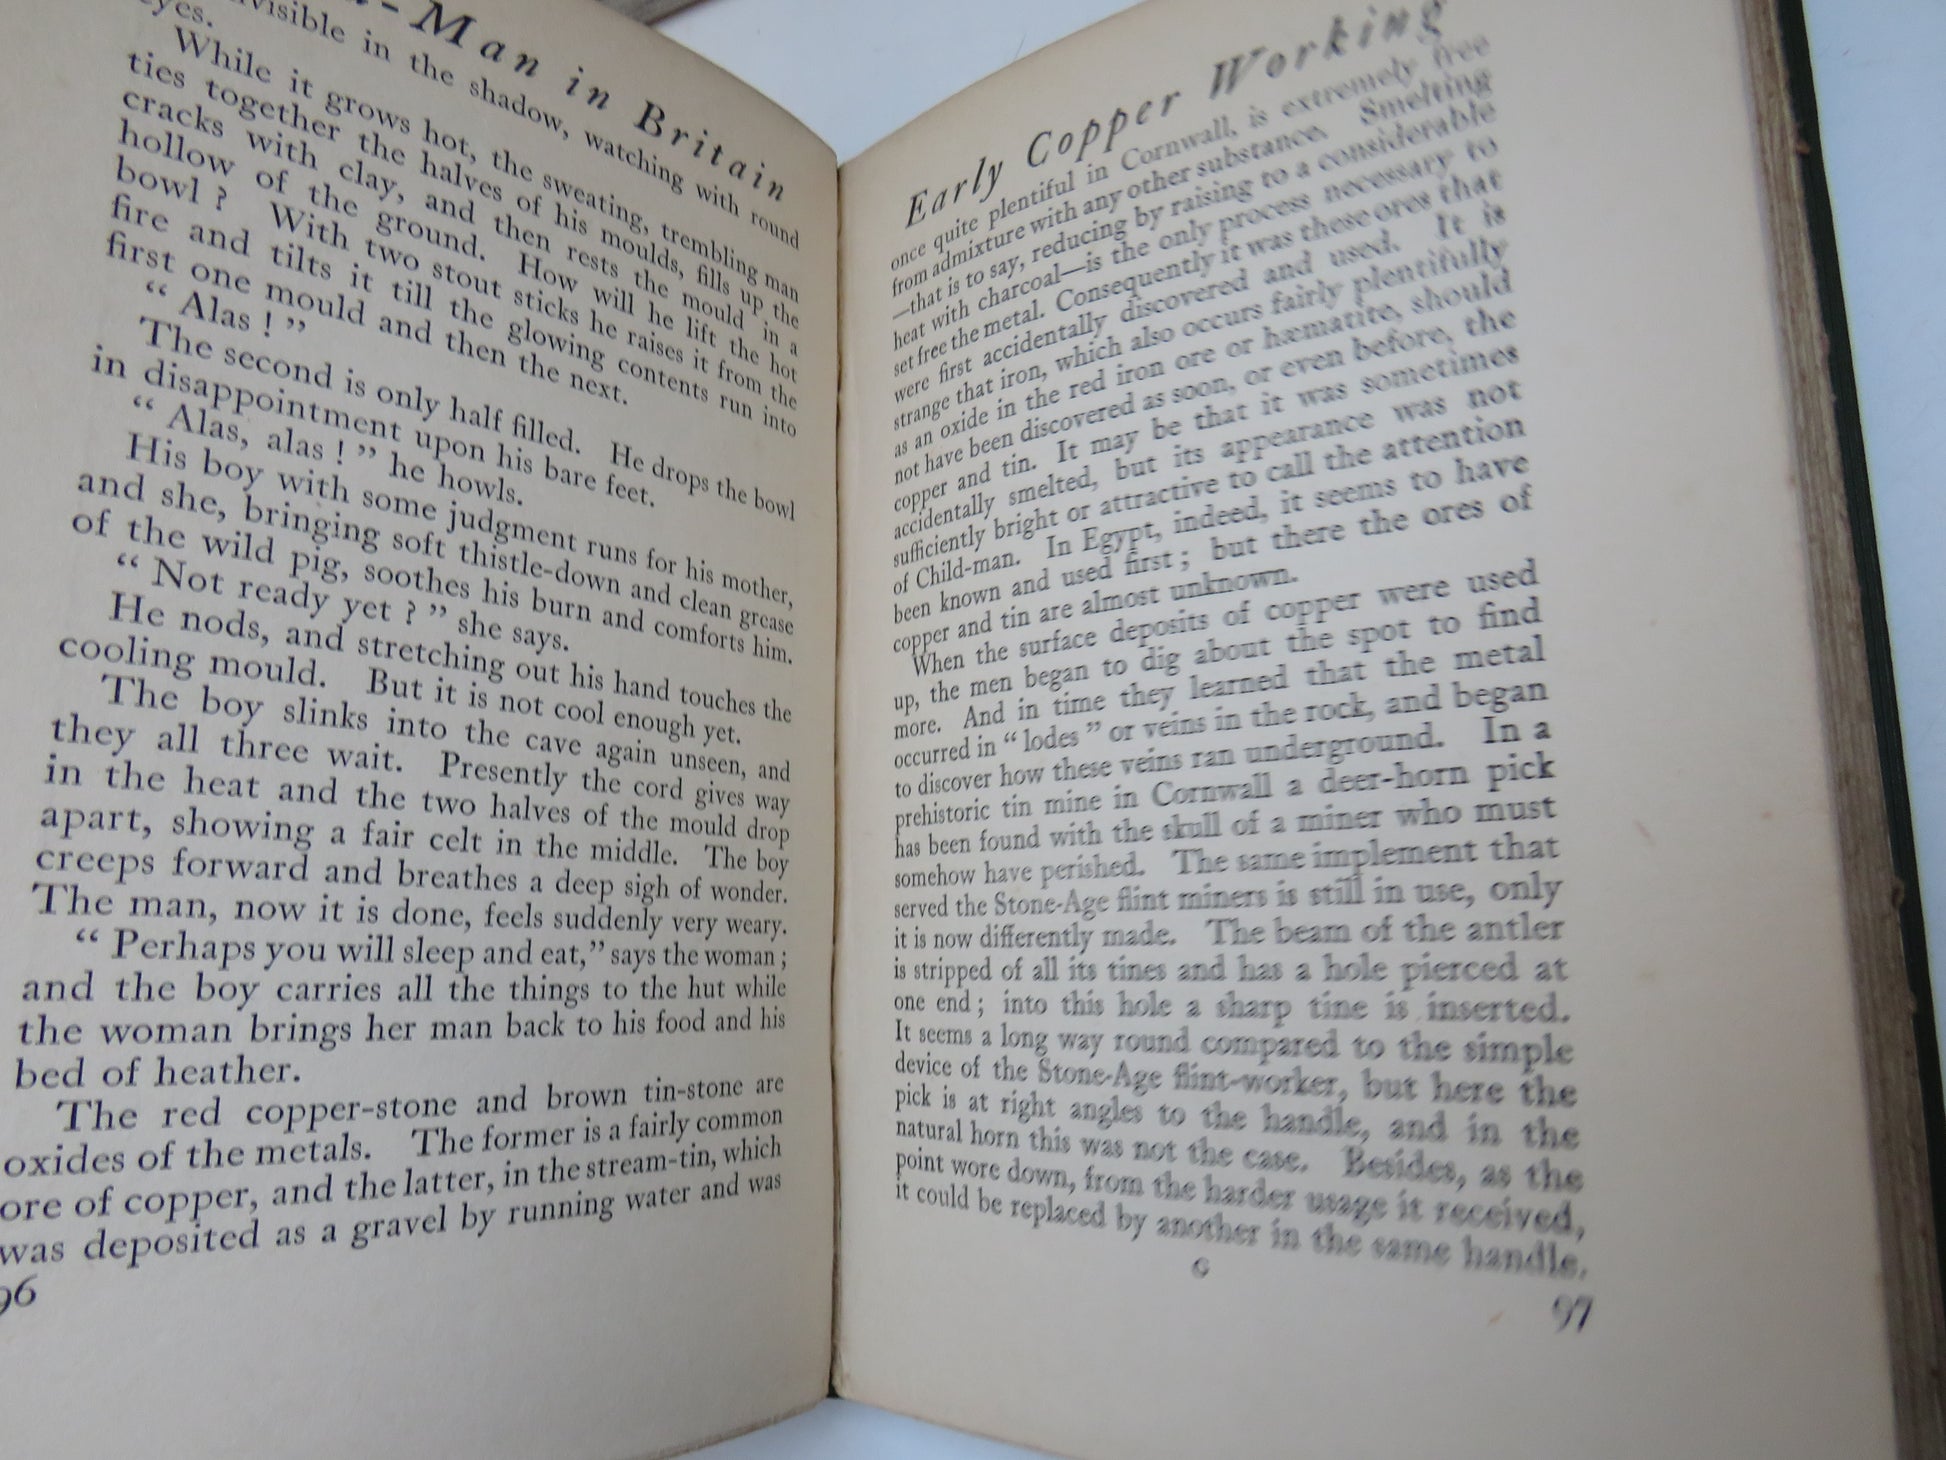 -Man in Britain
visible in the shadow, watching with round
eyes.
While it grows hot, the sweating, trembling man
ties together the halves of his moulds, fills up the
cracks with clay, and then rests the mould in a
hollow of the ground. How will he lift the hot
bowl? With two stout sticks he raises it from the
fire and tilts it till the glowing contents run into
first one mould and then the next.
“Alas!”
The second is only half filled. He drops the bowl
in disappointment upon his bare feet.
“Alas, alas!” he howls.
His boy with some judgment runs for his mother,
and she, bringing soft thistle-down and clean grease
of the wild pig, soothes his burn and comforts him.
“Not ready yet?” she says.
He nods, and stretching out his hand touches the
cooling mould. But it is not cool enough yet.
The boy slinks into the cave again unseen, and
they all three wait. Presently the cord gives way
in the heat and the two halves of the mould drop
apart, showing a fair celt in the middle. The boy
creeps forward and breathes a deep sigh of wonder.
The man, now it is done, feels suddenly very weary.
“Perhaps you will sleep and eat,” says the woman;
and the boy carries all the things to the hut while
the woman brings her man back to his food and his
bed of heather.
The red copper-stone and brown tin-stone are
oxides of the metals. The former is a fairly common
ore of copper, and the latter, in the stream-tin, which
was deposited as a gravel by running water and was
96
Early Copper Working
once quite plentiful in Cornwall, is extremely free
from admixture with any other substance. Smelting
—that is to say, reducing by raising to a considerable
heat with charcoal—is the only process necessary to
set free the metal. Consequently it was these ores that
were first accidentally discovered and used. It is
strange that iron, which also occurs fairly plentifully
as an oxide in the red iron ore or hæmatite, should
not have been discovered as soon, or even before, the
copper and tin. It may be that it was sometimes
accidentally smelted, but its appearance was not
sufficiently bright or attractive to call the attention
of Child-man. In Egypt, indeed, it seems to have
been known and used first; but there the ores of
copper and tin are almost unknown.
When the surface deposits of copper were used
up, the men began to dig about the spot to find
more. And in time they learned that the metal
occurred in “lodes” or veins in the rock, and began
to discover how these veins ran underground. In a
prehistoric tin mine in Cornwall a deer-horn pick
has been found with the skull of a miner who must
somehow have perished. The same implement that
served the Stone-Age flint miners is still in use, only
it is now differently made. The beam of the antler
is stripped of all its tines and has a hole pierced at
one end; into this hole a sharp tine is inserted.
It seems a long way round compared to the simple
device of the Stone-Age flint-worker, but here the
pick is at right angles to the handle, and in the
natural horn this was not the case. Besides, as the
point wore down, from the harder usage it received,
it could be replaced by another in the same handle.
G
97